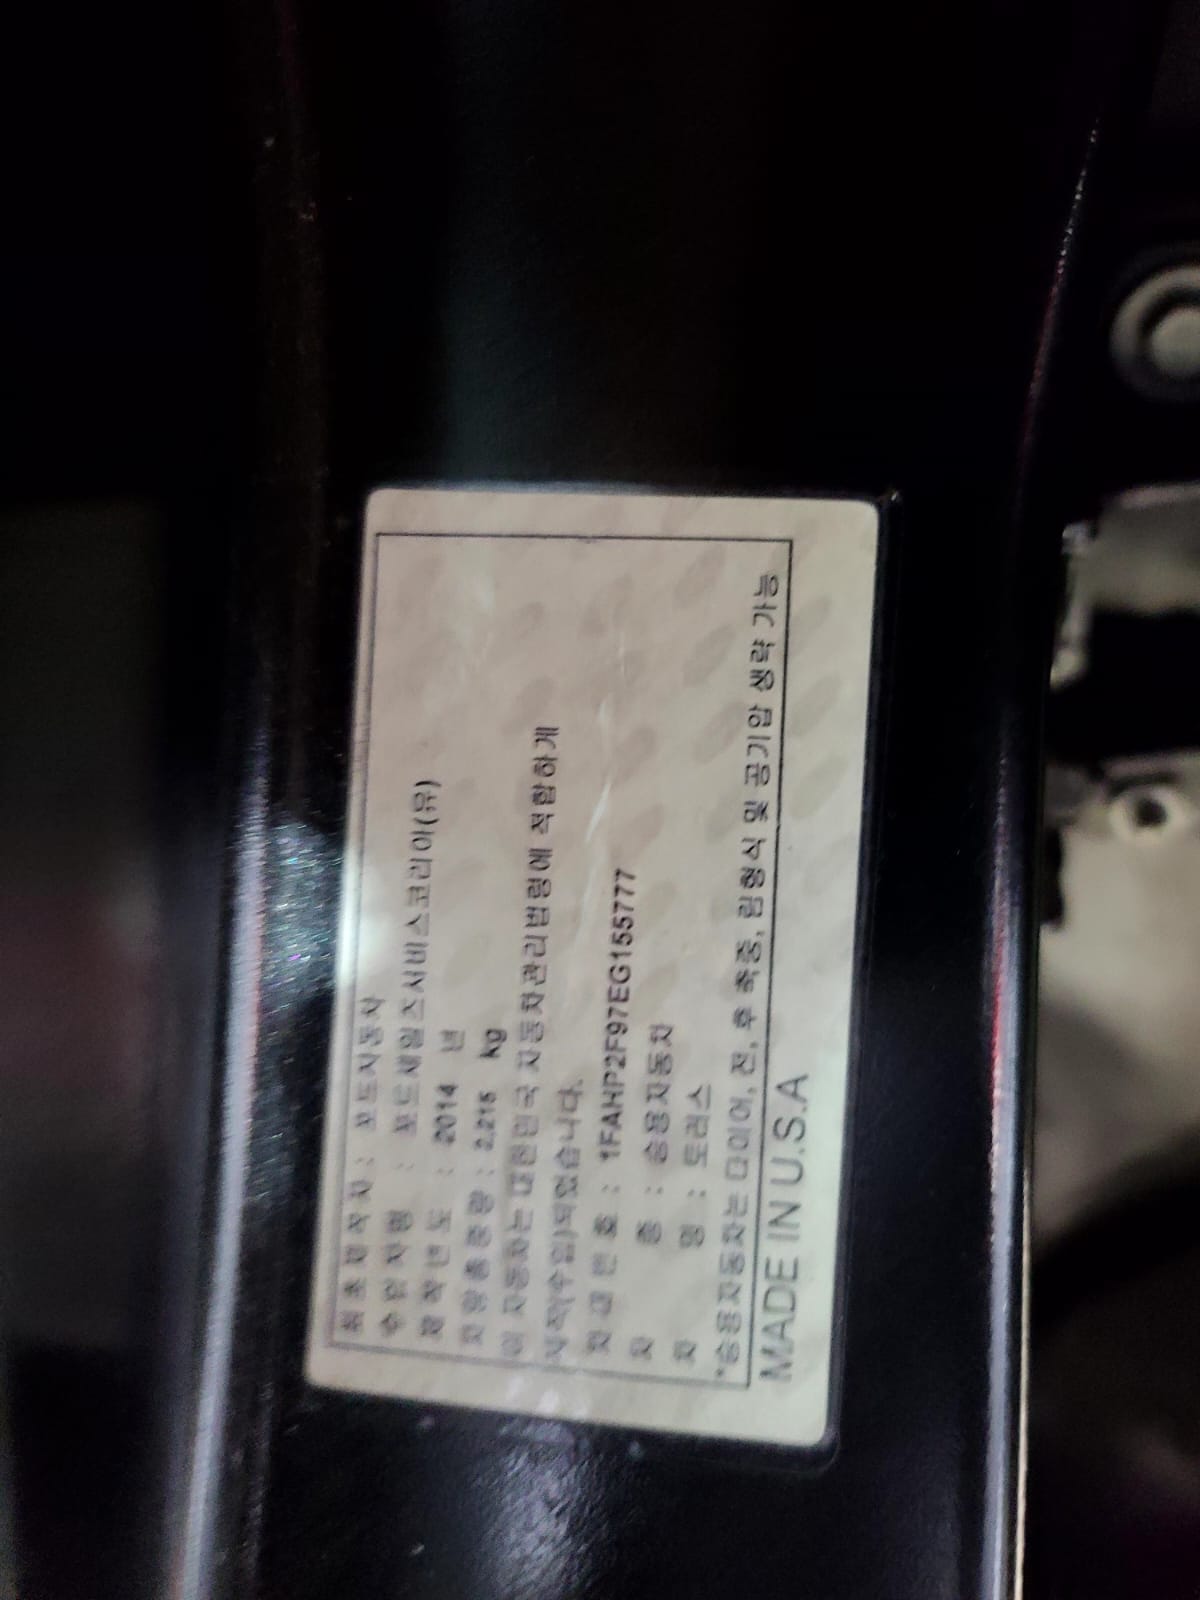 최초제작자 : 포드자동차
수입자명 : 포드세일즈서비스코리아(유)
제작년도 : 2014 년
차량총중량 : 2,215 kg
이 자동차는 대한민국 자동차관리법령에 적합하게
제작(수입)되었습니다.
차대번호 : 1FAHP2F97EG155777
차 종 : 승용자동차
차 명 : 토러스
*승용자동차는 타이어, 전, 후 축중, 림형식 및 공기압 생략 가능
MADE IN U.S.A